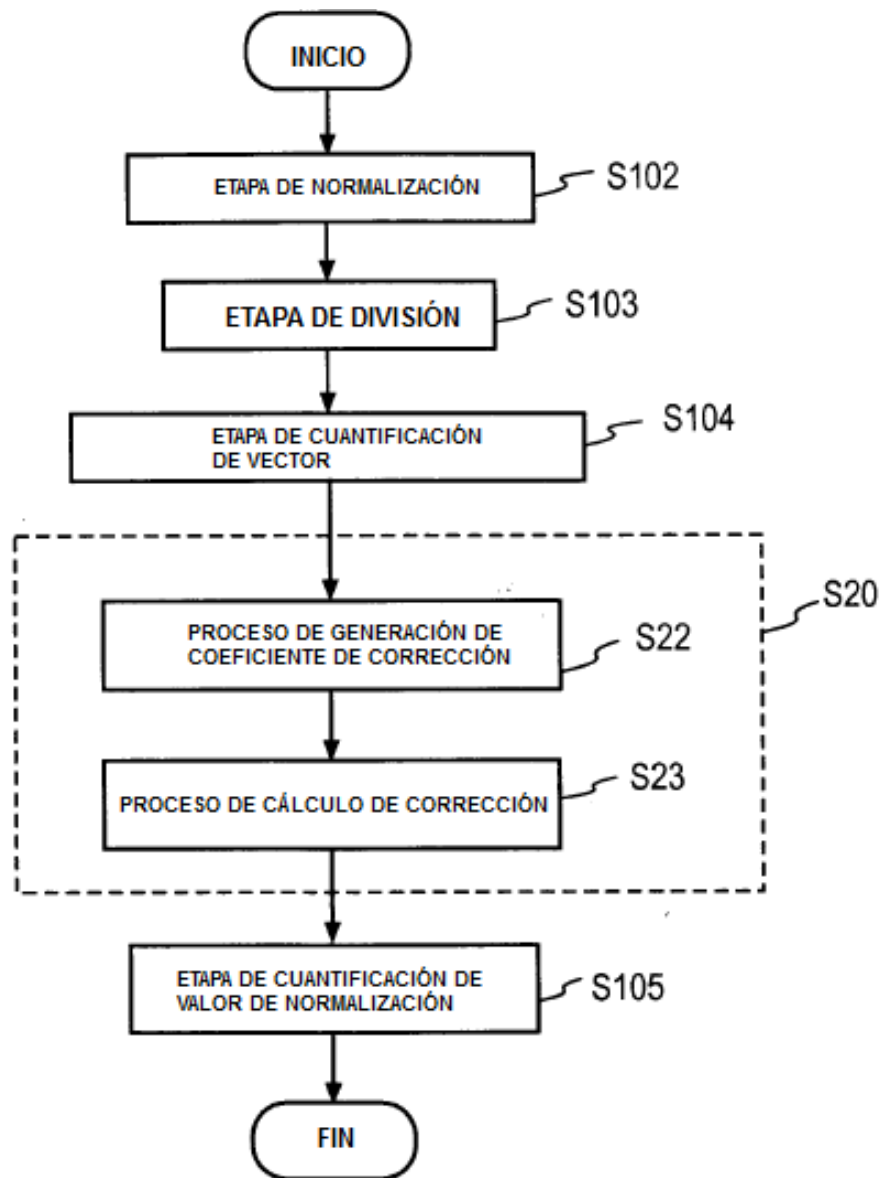 INICIO
ETAPA DE NORMALIZACIÓN
S102
ETAPA DE DIVISIÓN
S103
ETAPA DE CUANTIFICACIÓN
DE VECTOR
S104
S20
PROCESO DE GENERACIÓN DE
COEFICIENTE DE CORRECCIÓN
S22
PROCESO DE CÁLCULO DE CORRECCIÓN
S23
ETAPA DE CUANTIFICACIÓN DE
VALOR DE NORMALIZACIÓN
S105
FIN